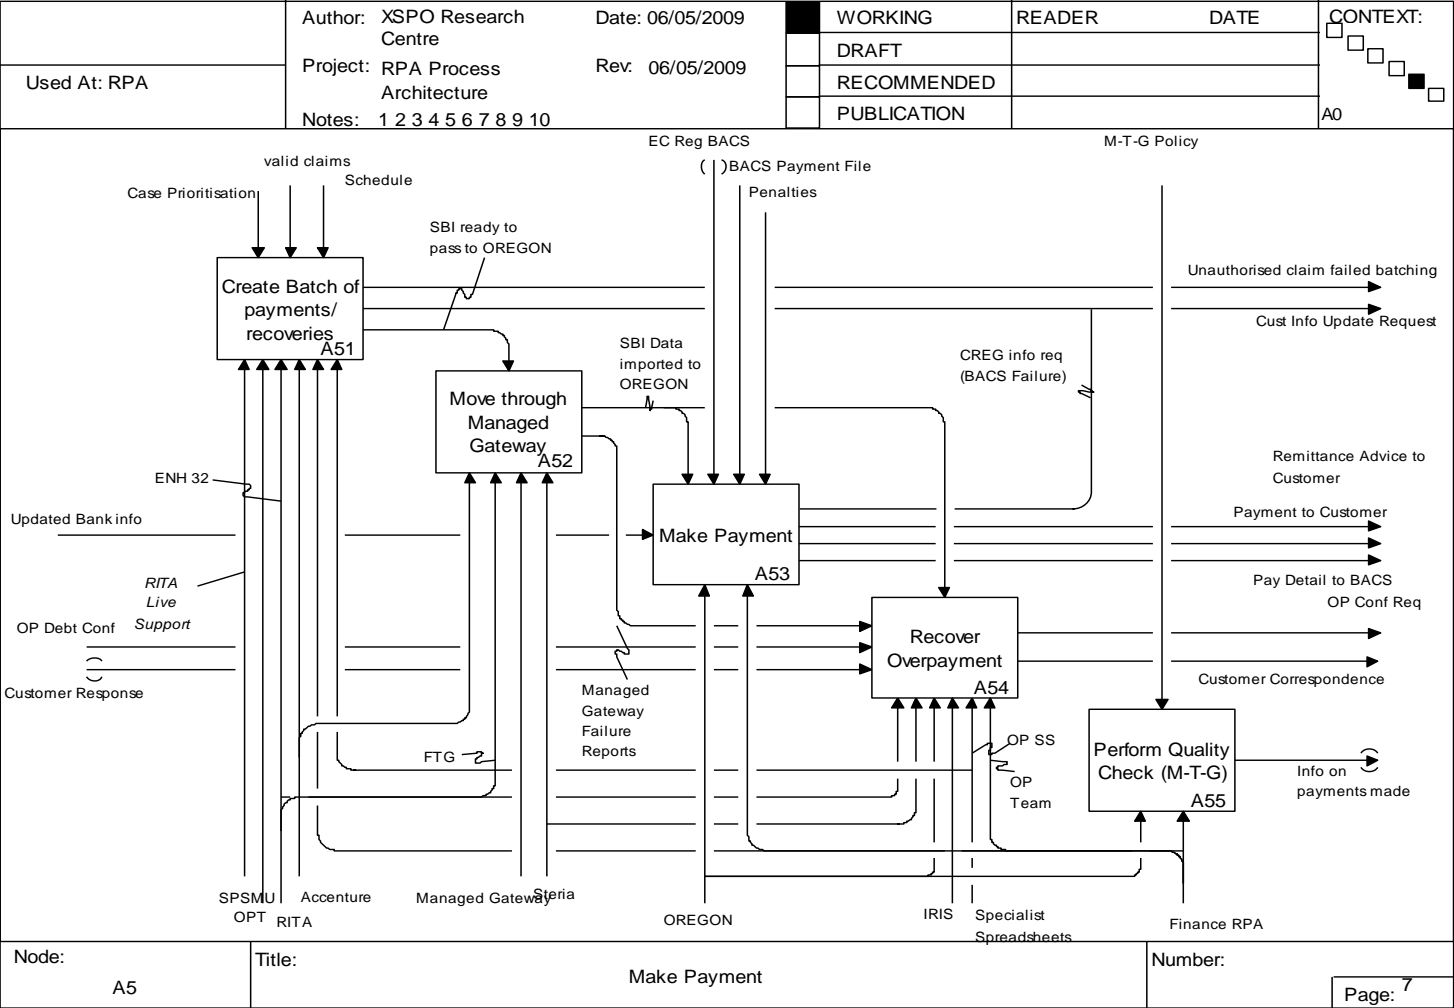 Used At: RPA
Author: XSPO Research
Centre
Date: 06/05/2009
Project: RPA Process
Architecture
Rev: 06/05/2009
Notes: 1 2 3 4 5 6 7 8 9 10
WORKING
DRAFT
RECOMMENDED
PUBLICATION
READER DATE
CONTEXT:
A0
EC Reg BACS
M-T-G Policy
valid claims
( ) BACS Payment File
Case Prioritisation
Schedule
Penalties
SBI ready to
pass to OREGON
Unauthorised claim failed batching
Create Batch of
payments/
recoveries
A51
Cust Info Update Request
SBI Data
imported to
OREGON
CREG info req
(BACS Failure)
Move through
Managed
Gateway
A52
Remittance Advice to
Customer
ENH 32
Updated Bank info
Payment to Customer
Make Payment
A53
RITA
Live
Support
Pay Detail to BACS
OP Conf Req
OP Debt Conf
Recover
Overpayment
A54
Customer Response
Customer Correspondence
Managed
Gateway
Failure
Reports
FTG
OP SS
OP
Team
Perform Quality
Check (M-T-G)
A55
Info on
payments made
SPSMU
OPT
RITA
Accenture
Managed Gateway
Steria
OREGON
IRIS
Specialist
Spreadsheets
Finance RPA
Node:
A5
Title:
Make Payment
Number:
Page: 7